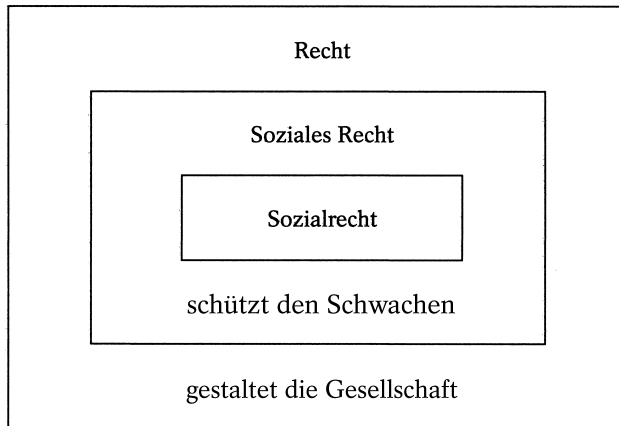 Recht
Soziales Recht
Sozialrecht
schützt den Schwachen
gestaltet die Gesellschaft